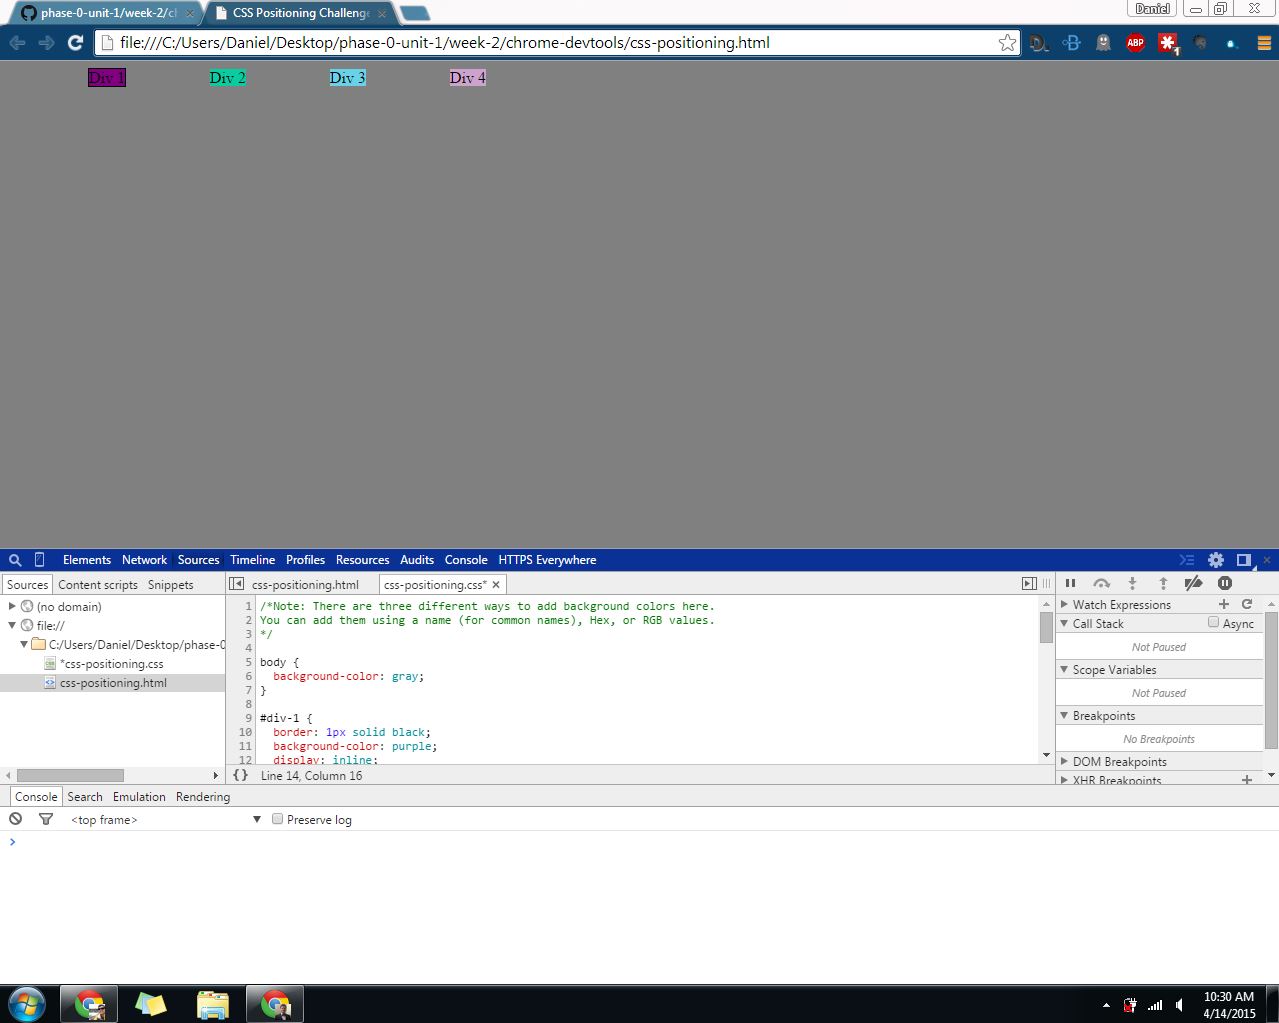 phase-0-unit-1/week-2/cl
CSS Positioning Challenge
Daniel
file:///C:/Users/Daniel/Desktop/phase-0-unit-1/week-2/chrome-devtools/css-positioning.html
ABP
1
Div 1 Div 2 Div 3 Div 4
Elements Network Sources Timeline Profiles Resources Audits Console HTTPS Everywhere
Sources Content scripts Snippets
css-positioning.html css-positioning.css*
(no domain)
file://
C:/Users/Daniel/Desktop/phase-0
*css-positioning.css
css-positioning.html
1 /*Note: There are three different ways to add background colors here.
2 You can add them using a name (for common names), Hex, or RGB values.
3 */
4
5 body {
6 background-color: gray;
7 }
8
9 #div-1 {
10 border: 1px solid black;
11 background-color: purple;
12 display: inline;
{} Line 14, Column 16
Watch Expressions
Call Stack Async
Not Paused
Scope Variables
Not Paused
Breakpoints
No Breakpoints
DOM Breakpoints
XHR Breakpoints
Console Search Emulation Rendering
<top frame> Preserve log
>
10:30 AM
4/14/2015